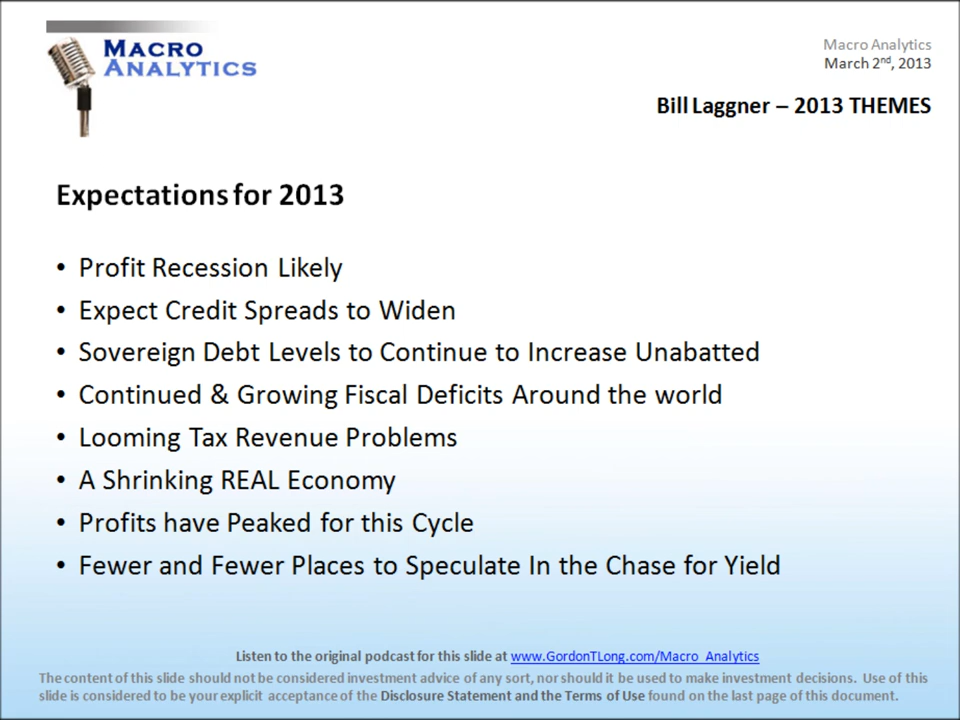 MACRO
ANALYTICS
Macro Analytics
March 2nd, 2013
Bill Laggner – 2013 THEMES
Expectations for 2013
• Profit Recession Likely
• Expect Credit Spreads to Widen
• Sovereign Debt Levels to Continue to Increase Unabatted
• Continued & Growing Fiscal Deficits Around the world
• Looming Tax Revenue Problems
• A Shrinking REAL Economy
• Profits have Peaked for this Cycle
• Fewer and Fewer Places to Speculate In the Chase for Yield
Listen to the original podcast for this slide at www.GordonTLong.com/Macro_Analytics
The content of this slide should not be considered investment advice of any sort, nor should it be used to make investment decisions. Use of this
slide is considered to be your explicit acceptance of the Disclosure Statement and the Terms of Use found on the last page of this document.